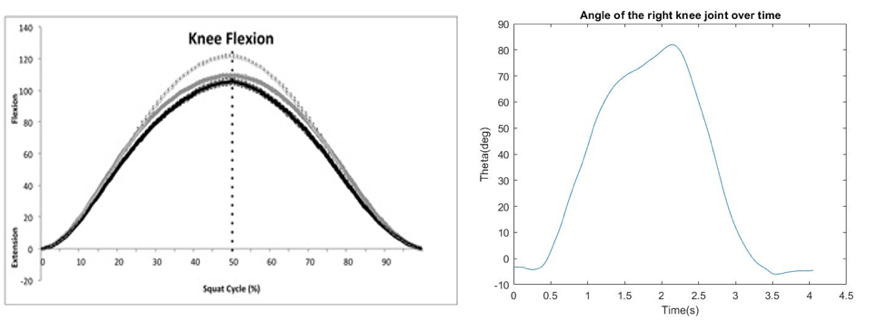 Knee Flexion
140
120
100
80
60
40
20
0
-20
Flexion
Extension
0 10 20 30 40 50 60 70 80 90
Squat Cycle (%)
Angle of the right knee joint over time
90
80
70
60
50
40
30
20
10
0
-10
Theta(deg)
0 0.5 1 1.5 2 2.5 3 3.5 4 4.5
Time(s)